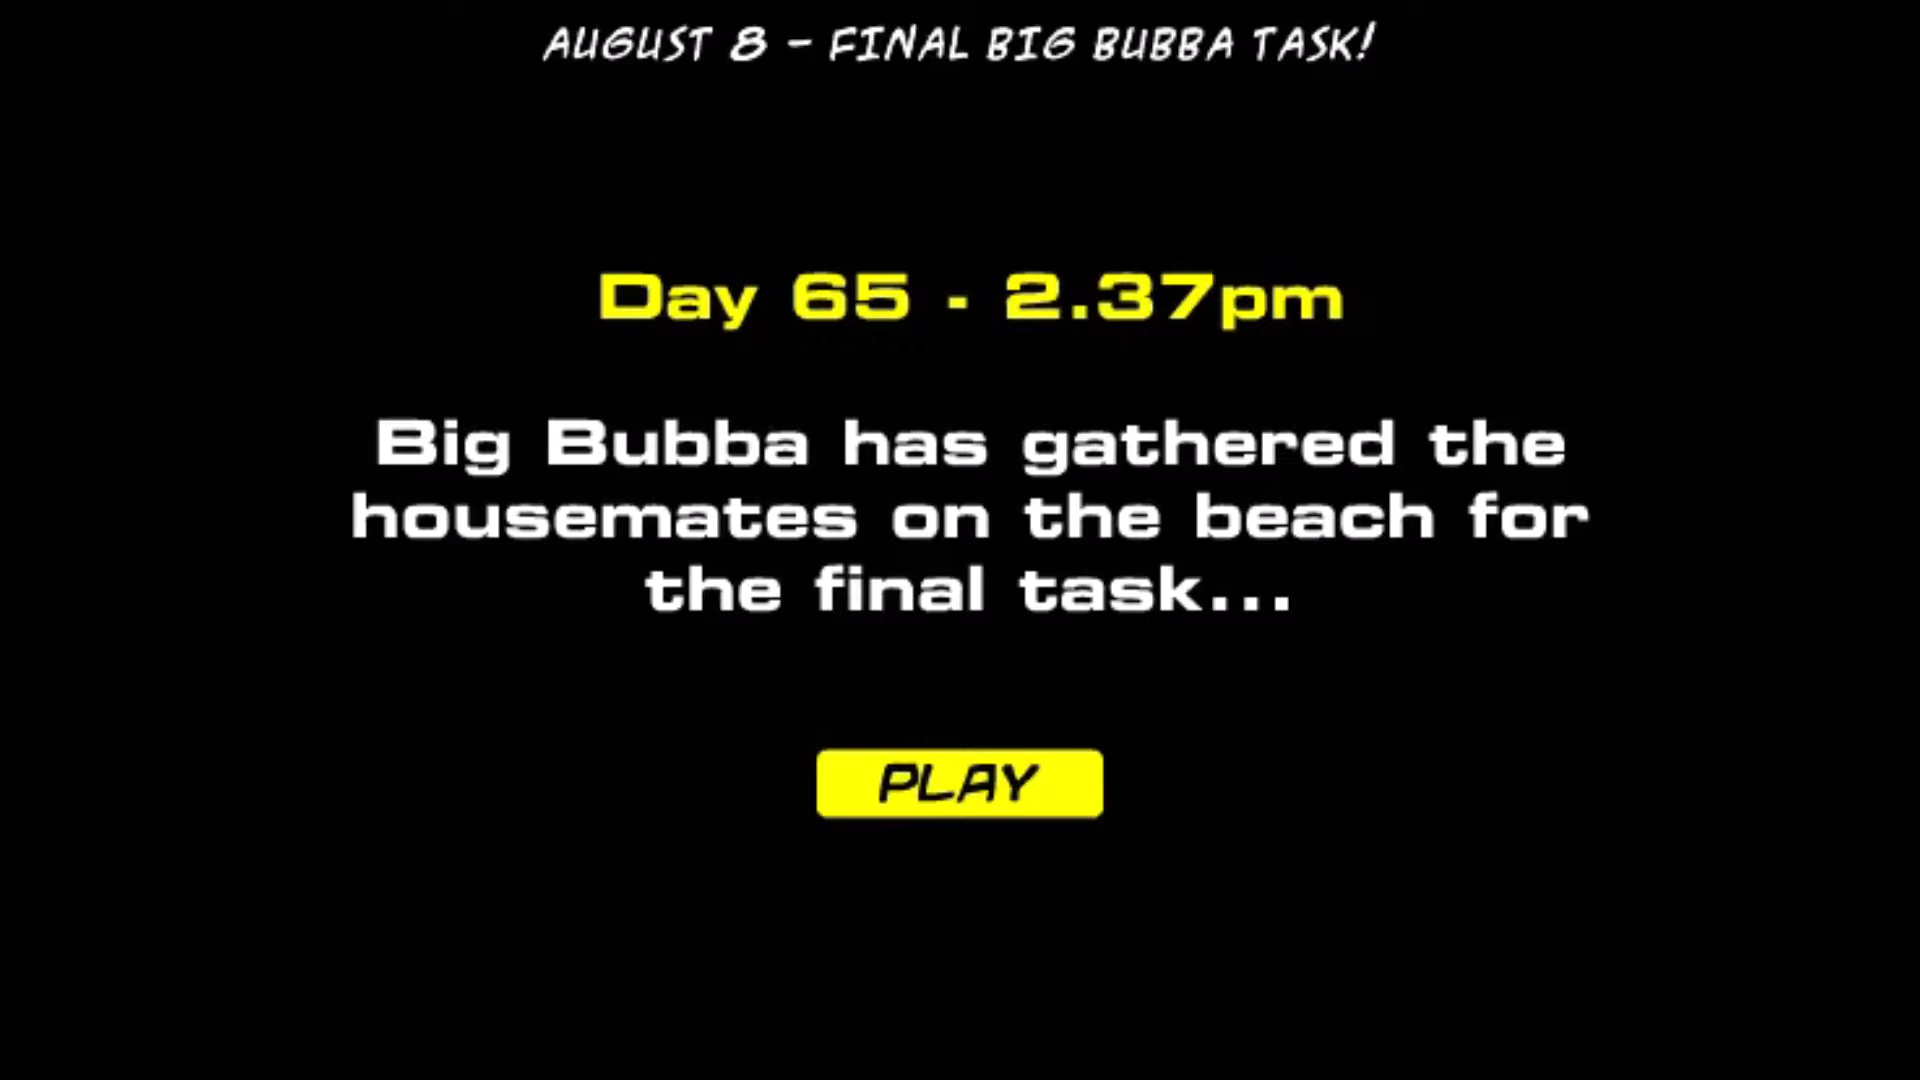 AUGUST 8 - FINAL BIG BUBBA TASK!
Day 65 - 2.37pm
Big Bubba has gathered the
housemates on the beach for
the final task...
PLAY